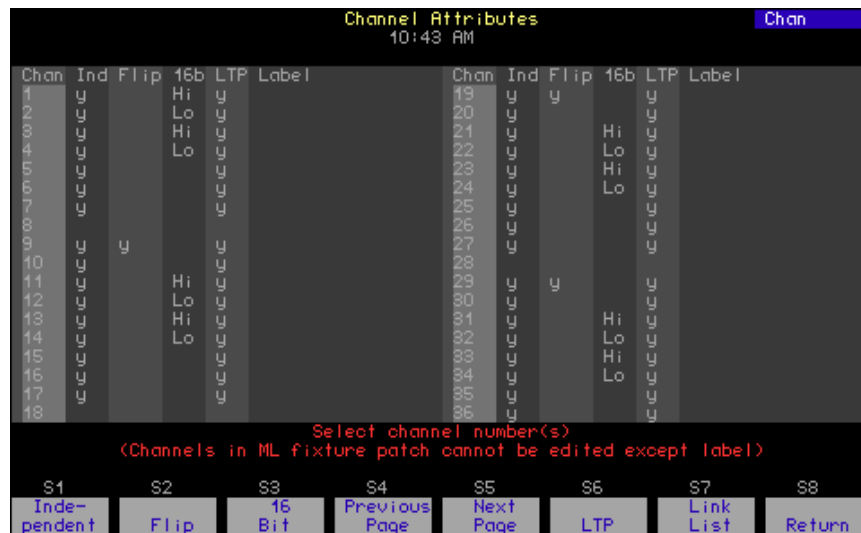 Channel Attributes Chan
10:43 AM
Chan Ind Flip 16b LTP Label Chan Ind Flip 16b LTP Label
1 y Hi y 19 y y y
2 y Lo y 20 y y
3 y Hi y 21 y Hi y
4 y Lo y 22 y Lo y
5 y y 23 y Hi y
6 y y 24 y Lo y
7 y y 25 y y
8 26 y y
9 y y y 27 y y
10 y y 28
11 y Hi y 29 y y y
12 y Lo y 30 y y
13 y Hi y 31 y Hi y
14 y Lo y 32 y Lo y
15 y y 33 y Hi y
16 y y 34 y Lo y
17 y y 35 y y
18 36 y y
Select channel number(s)
(Channels in ML fixture patch cannot be edited except label)
S1 S2 S3 S4 S5 S6 S7 S8
Inde- 16 Previous Next Link
pendent Flip Bit Page Page LTP List Return